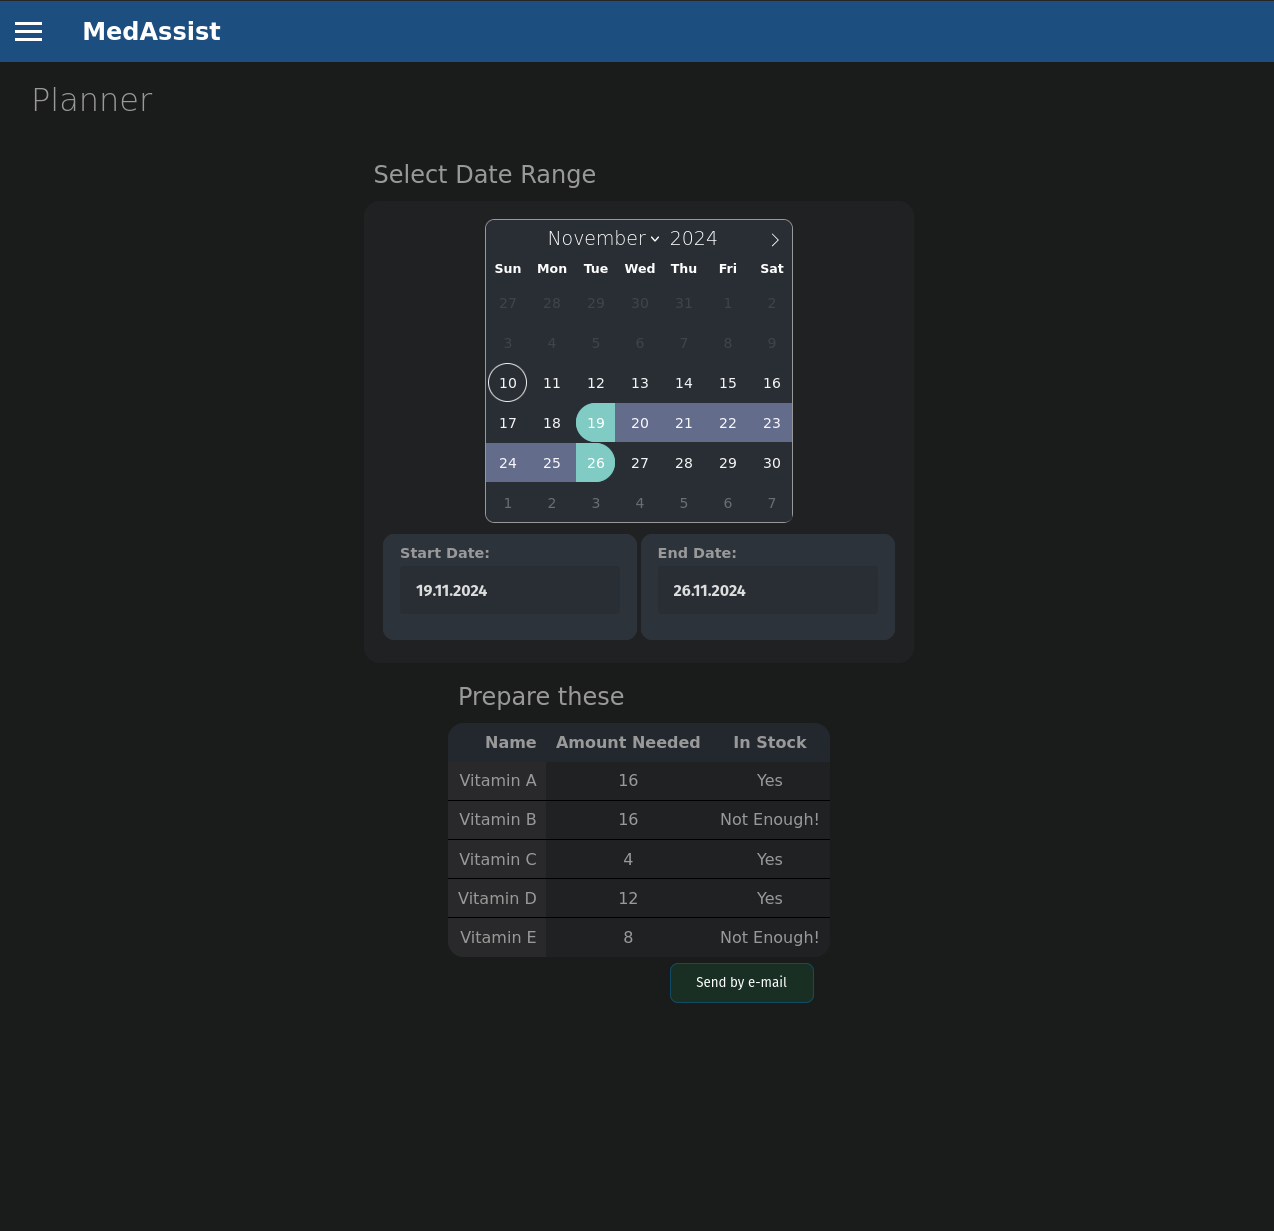 MedAssist
Planner
Select Date Range
November 2024
Sun Mon Tue Wed Thu Fri Sat
27 28 29 30 31 1 2
3 4 5 6 7 8 9
10 11 12 13 14 15 16
17 18 19 20 21 22 23
24 25 26 27 28 29 30
1 2 3 4 5 6 7
Start Date: End Date:
19.11.2024 26.11.2024
Prepare these
Name Amount Needed In Stock
Vitamin A 16 Yes
Vitamin B 16 Not Enough!
Vitamin C 4 Yes
Vitamin D 12 Yes
Vitamin E 8 Not Enough!
Send by e-mail